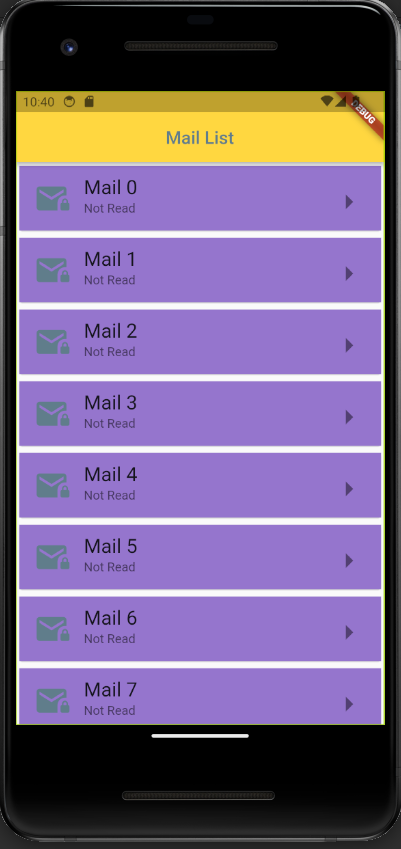 10:40
DEBUG
Mail List
Mail 0
Not Read
Mail 1
Not Read
Mail 2
Not Read
Mail 3
Not Read
Mail 4
Not Read
Mail 5
Not Read
Mail 6
Not Read
Mail 7
Not Read